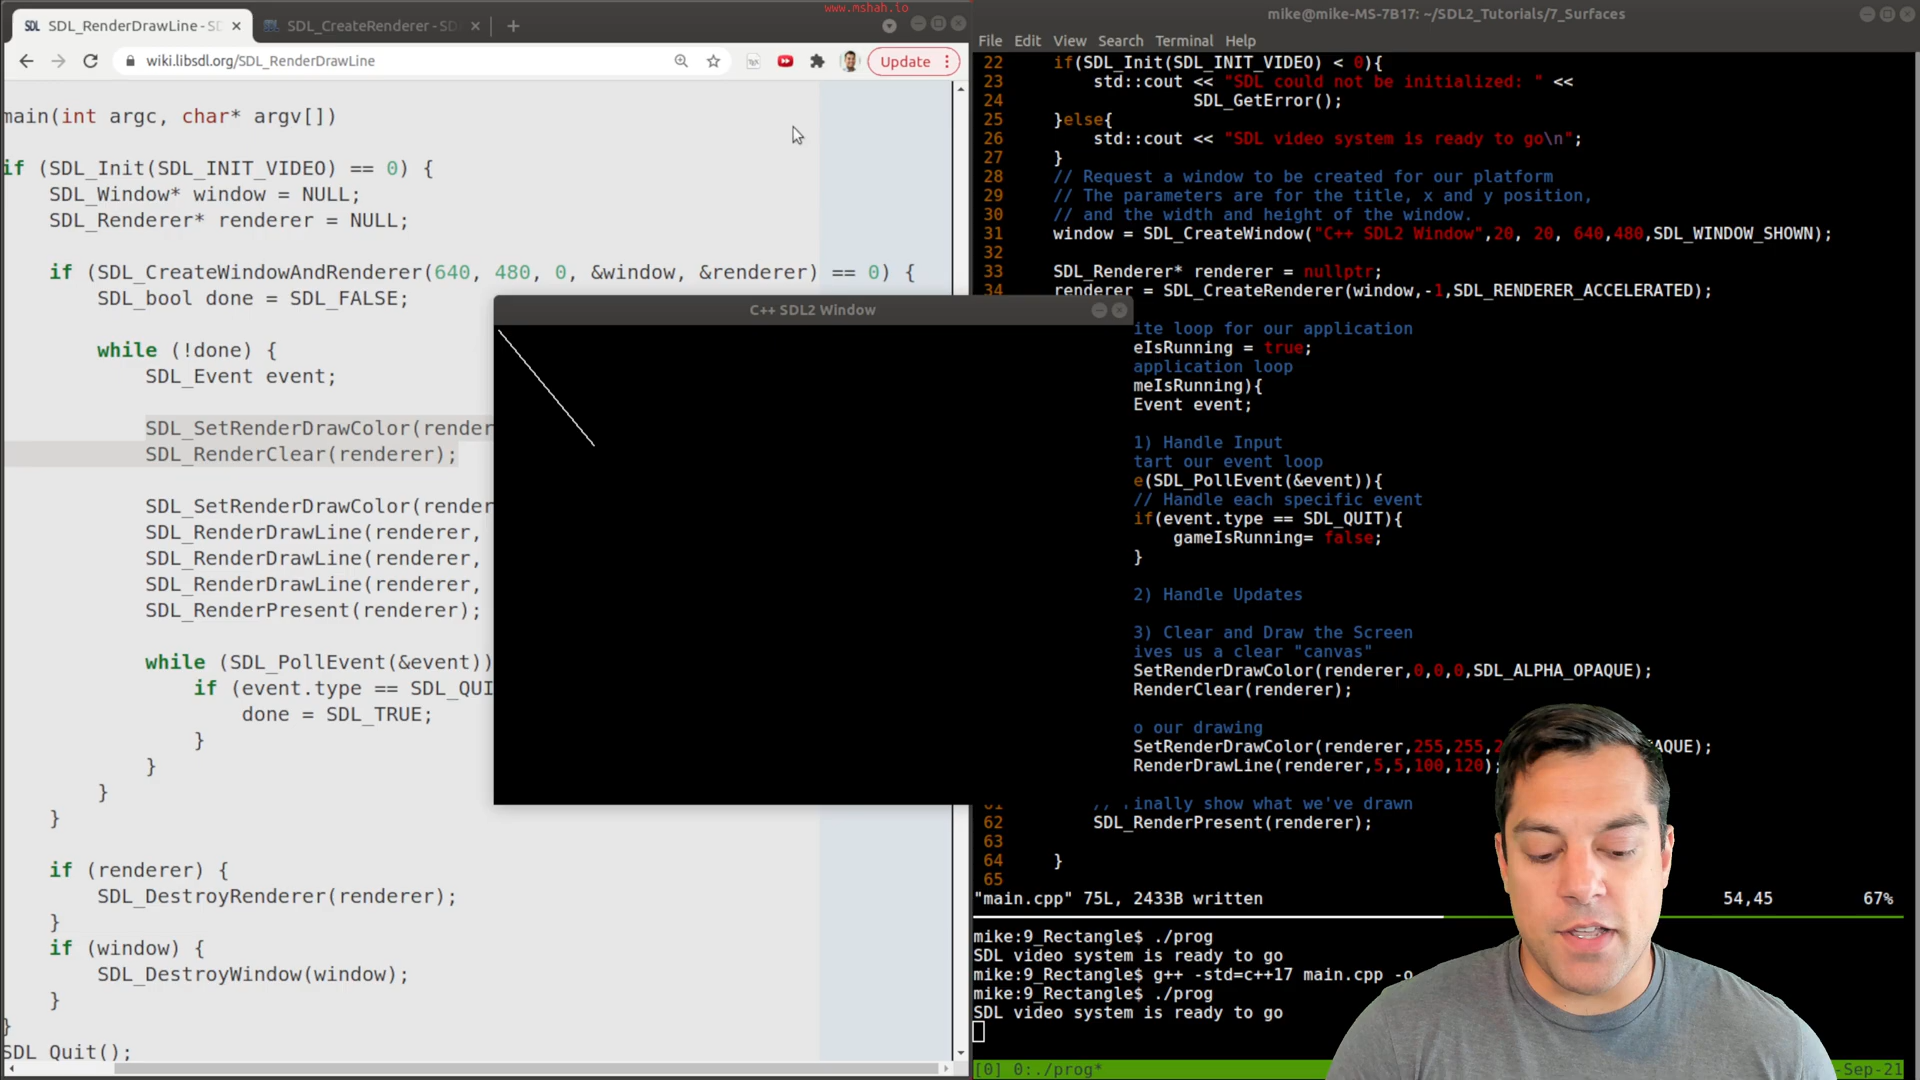 www.mshah.io
SDL_RenderDrawLine - SD
SDL_CreateRenderer - SD
wiki.libsdl.org/SDL_RenderDrawLine
Update
main(int argc, char* argv[])
if (SDL_Init(SDL_INIT_VIDEO) == 0) {
SDL_Window* window = NULL;
SDL_Renderer* renderer = NULL;
if (SDL_CreateWindowAndRenderer(640, 480, 0, &window, &renderer) == 0) {
SDL_bool done = SDL_FALSE;
while (!done) {
SDL_Event event;
SDL_SetRenderDrawColor(render
SDL_RenderClear(renderer);
SDL_SetRenderDrawColor(render
SDL_RenderDrawLine(renderer,
SDL_RenderDrawLine(renderer,
SDL_RenderDrawLine(renderer,
SDL_RenderPresent(renderer);
while (SDL_PollEvent(&event))
if (event.type == SDL_QUI
done = SDL_TRUE;
}
}
}
}
if (renderer) {
SDL_DestroyRenderer(renderer);
}
if (window) {
SDL_DestroyWindow(window);
}
}
SDL_Quit();
C++ SDL2 Window
mike@mike-MS-7B17: ~/SDL2_Tutorials/7_Surfaces
File Edit View Search Terminal Help
22 if(SDL_Init(SDL_INIT_VIDEO) < 0){
23 std::cout << "SDL could not be initialized: " <<
24 SDL_GetError();
25 }else{
26 std::cout << "SDL video system is ready to go\n";
27 }
28 // Request a window to be created for our platform
29 // The parameters are for the title, x and y position,
30 // and the width and height of the window.
31 window = SDL_CreateWindow("C++ SDL2 Window",20, 20, 640,480,SDL_WINDOW_SHOWN);
32
33 SDL_Renderer* renderer = nullptr;
34 renderer = SDL_CreateRenderer(window,-1,SDL_RENDERER_ACCELERATED);
ite loop for our application
eIsRunning = true;
application loop
meIsRunning){
Event event;
1) Handle Input
tart our event loop
e(SDL_PollEvent(&event)){
// Handle each specific event
if(event.type == SDL_QUIT){
gameIsRunning= false;
}
2) Handle Updates
3) Clear and Draw the Screen
ives us a clear "canvas"
SetRenderDrawColor(renderer,0,0,0,SDL_ALPHA_OPAQUE);
RenderClear(renderer);
o our drawing
SetRenderDrawColor(renderer,255,255,2 AQUE);
RenderDrawLine(renderer,5,5,100,120);
61 // Finally show what we've drawn
62 SDL_RenderPresent(renderer);
63
64 }
65
"main.cpp" 75L, 2433B written 54,45 67%
mike:9_Rectangle$ ./prog
SDL video system is ready to go
mike:9_Rectangle$ g++ -std=c++17 main.cpp -o
mike:9_Rectangle$ ./prog
SDL video system is ready to go
[0] 0:./prog* -Sep-21